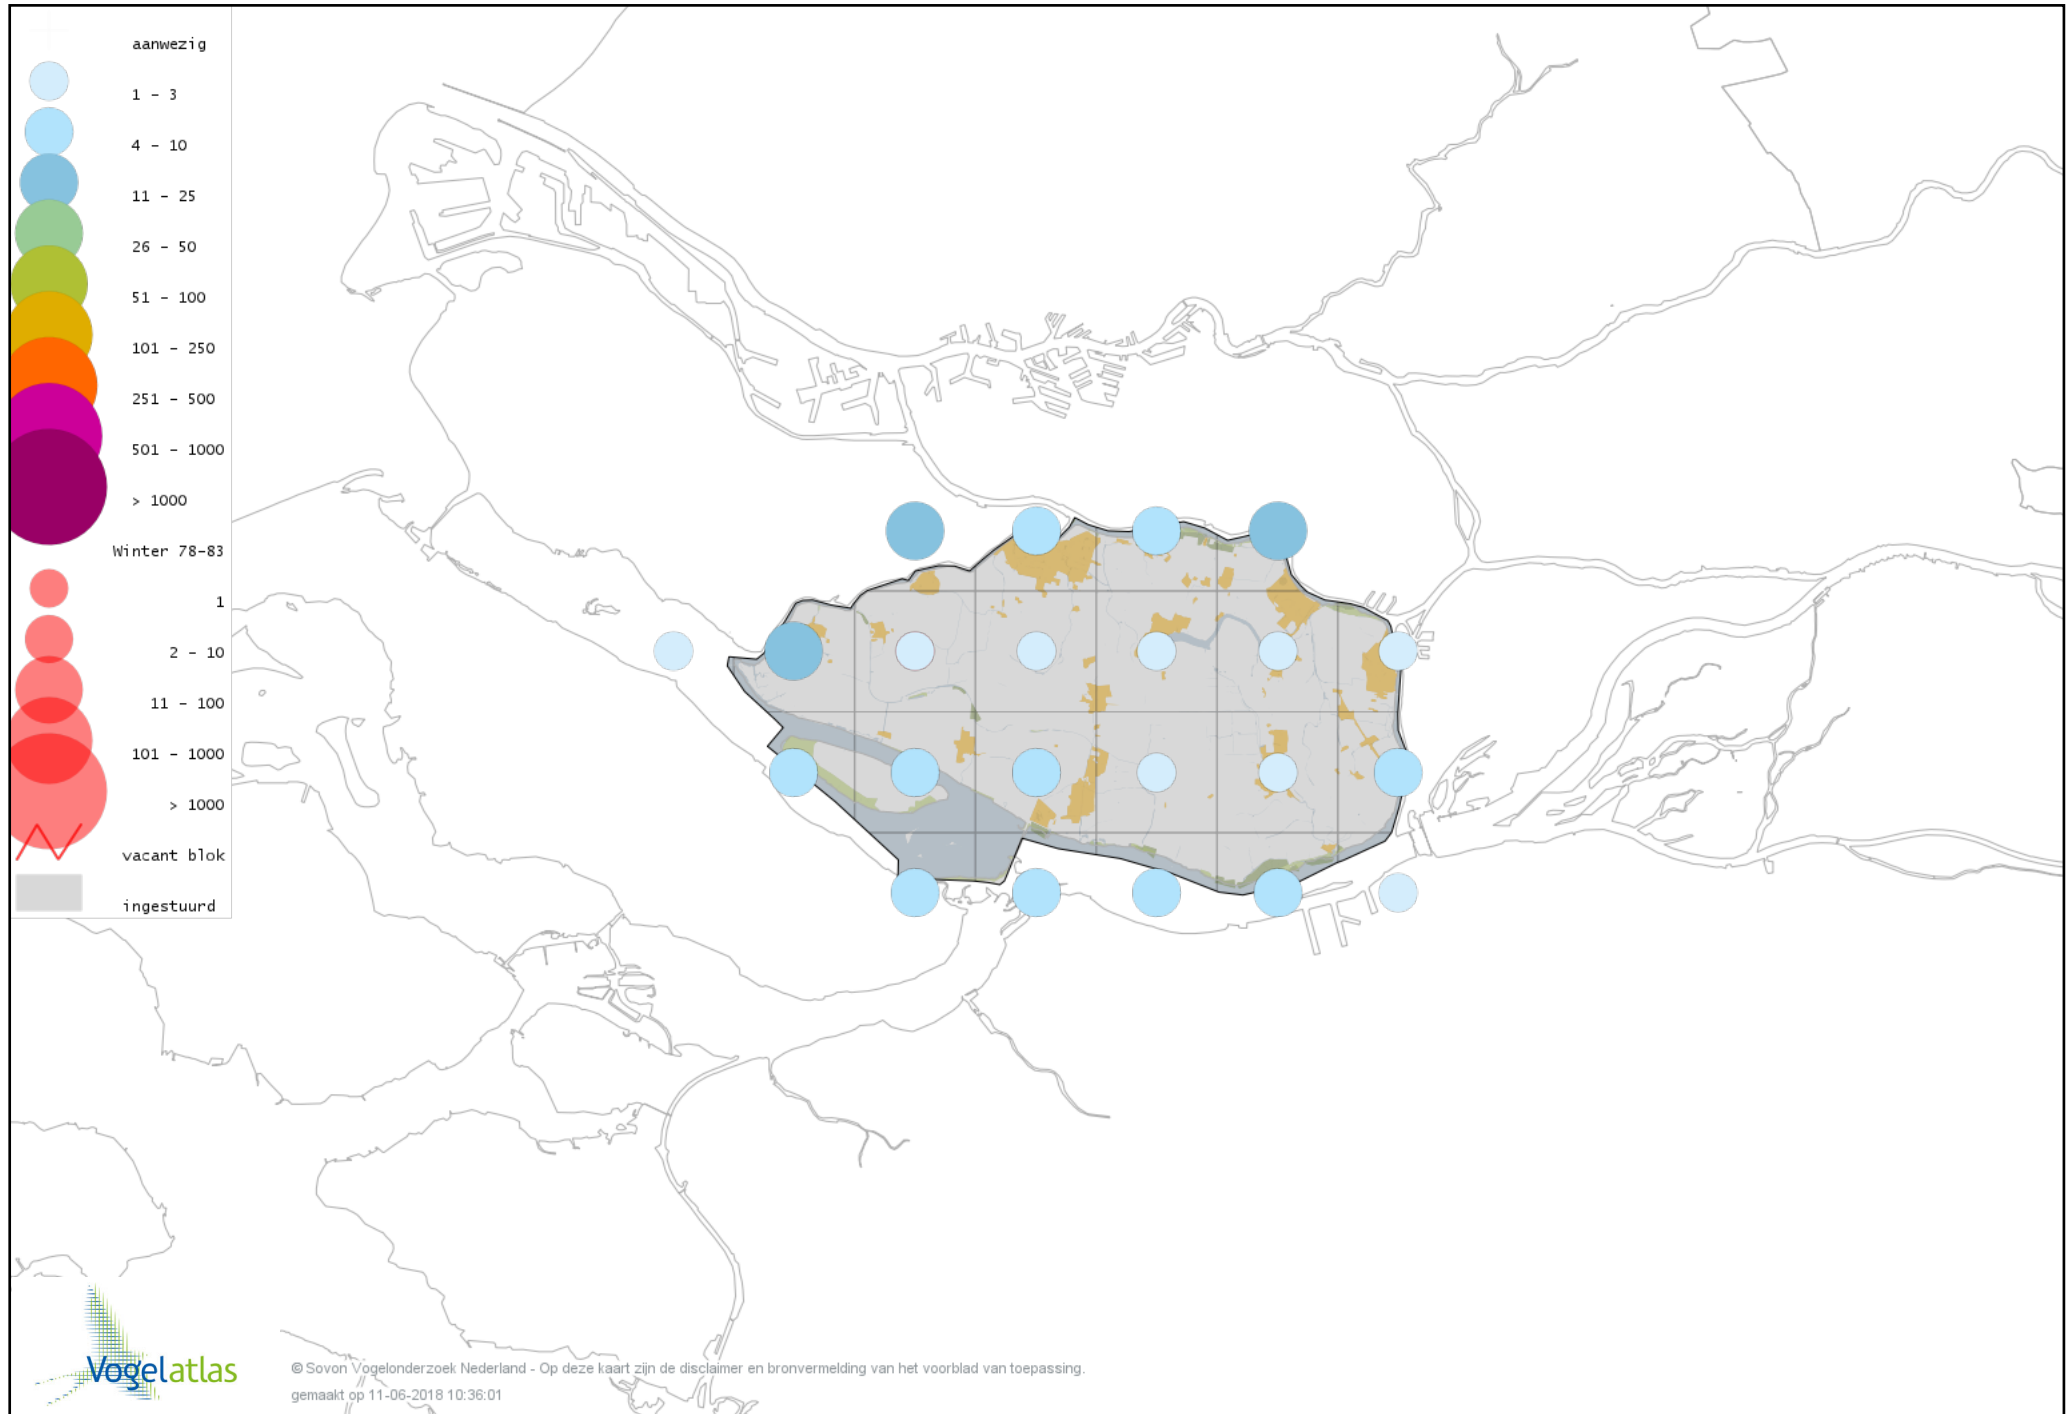 aanwezig
1 - 3
4 - 10
11 - 25
26 - 50
51 - 100
101 - 250
251 - 500
501 - 1000
> 1000
Winter 78-83
1
2 - 10
11 - 100
101 - 1000
> 1000
vacant blok
ingestuurd
Vogelatlas
© Sovon Vogelonderzoek Nederland - Op deze kaart zijn de disclaimer en bronvermelding van het voorblad van toepassing.
gemaakt op 11-06-2018 10:36:01